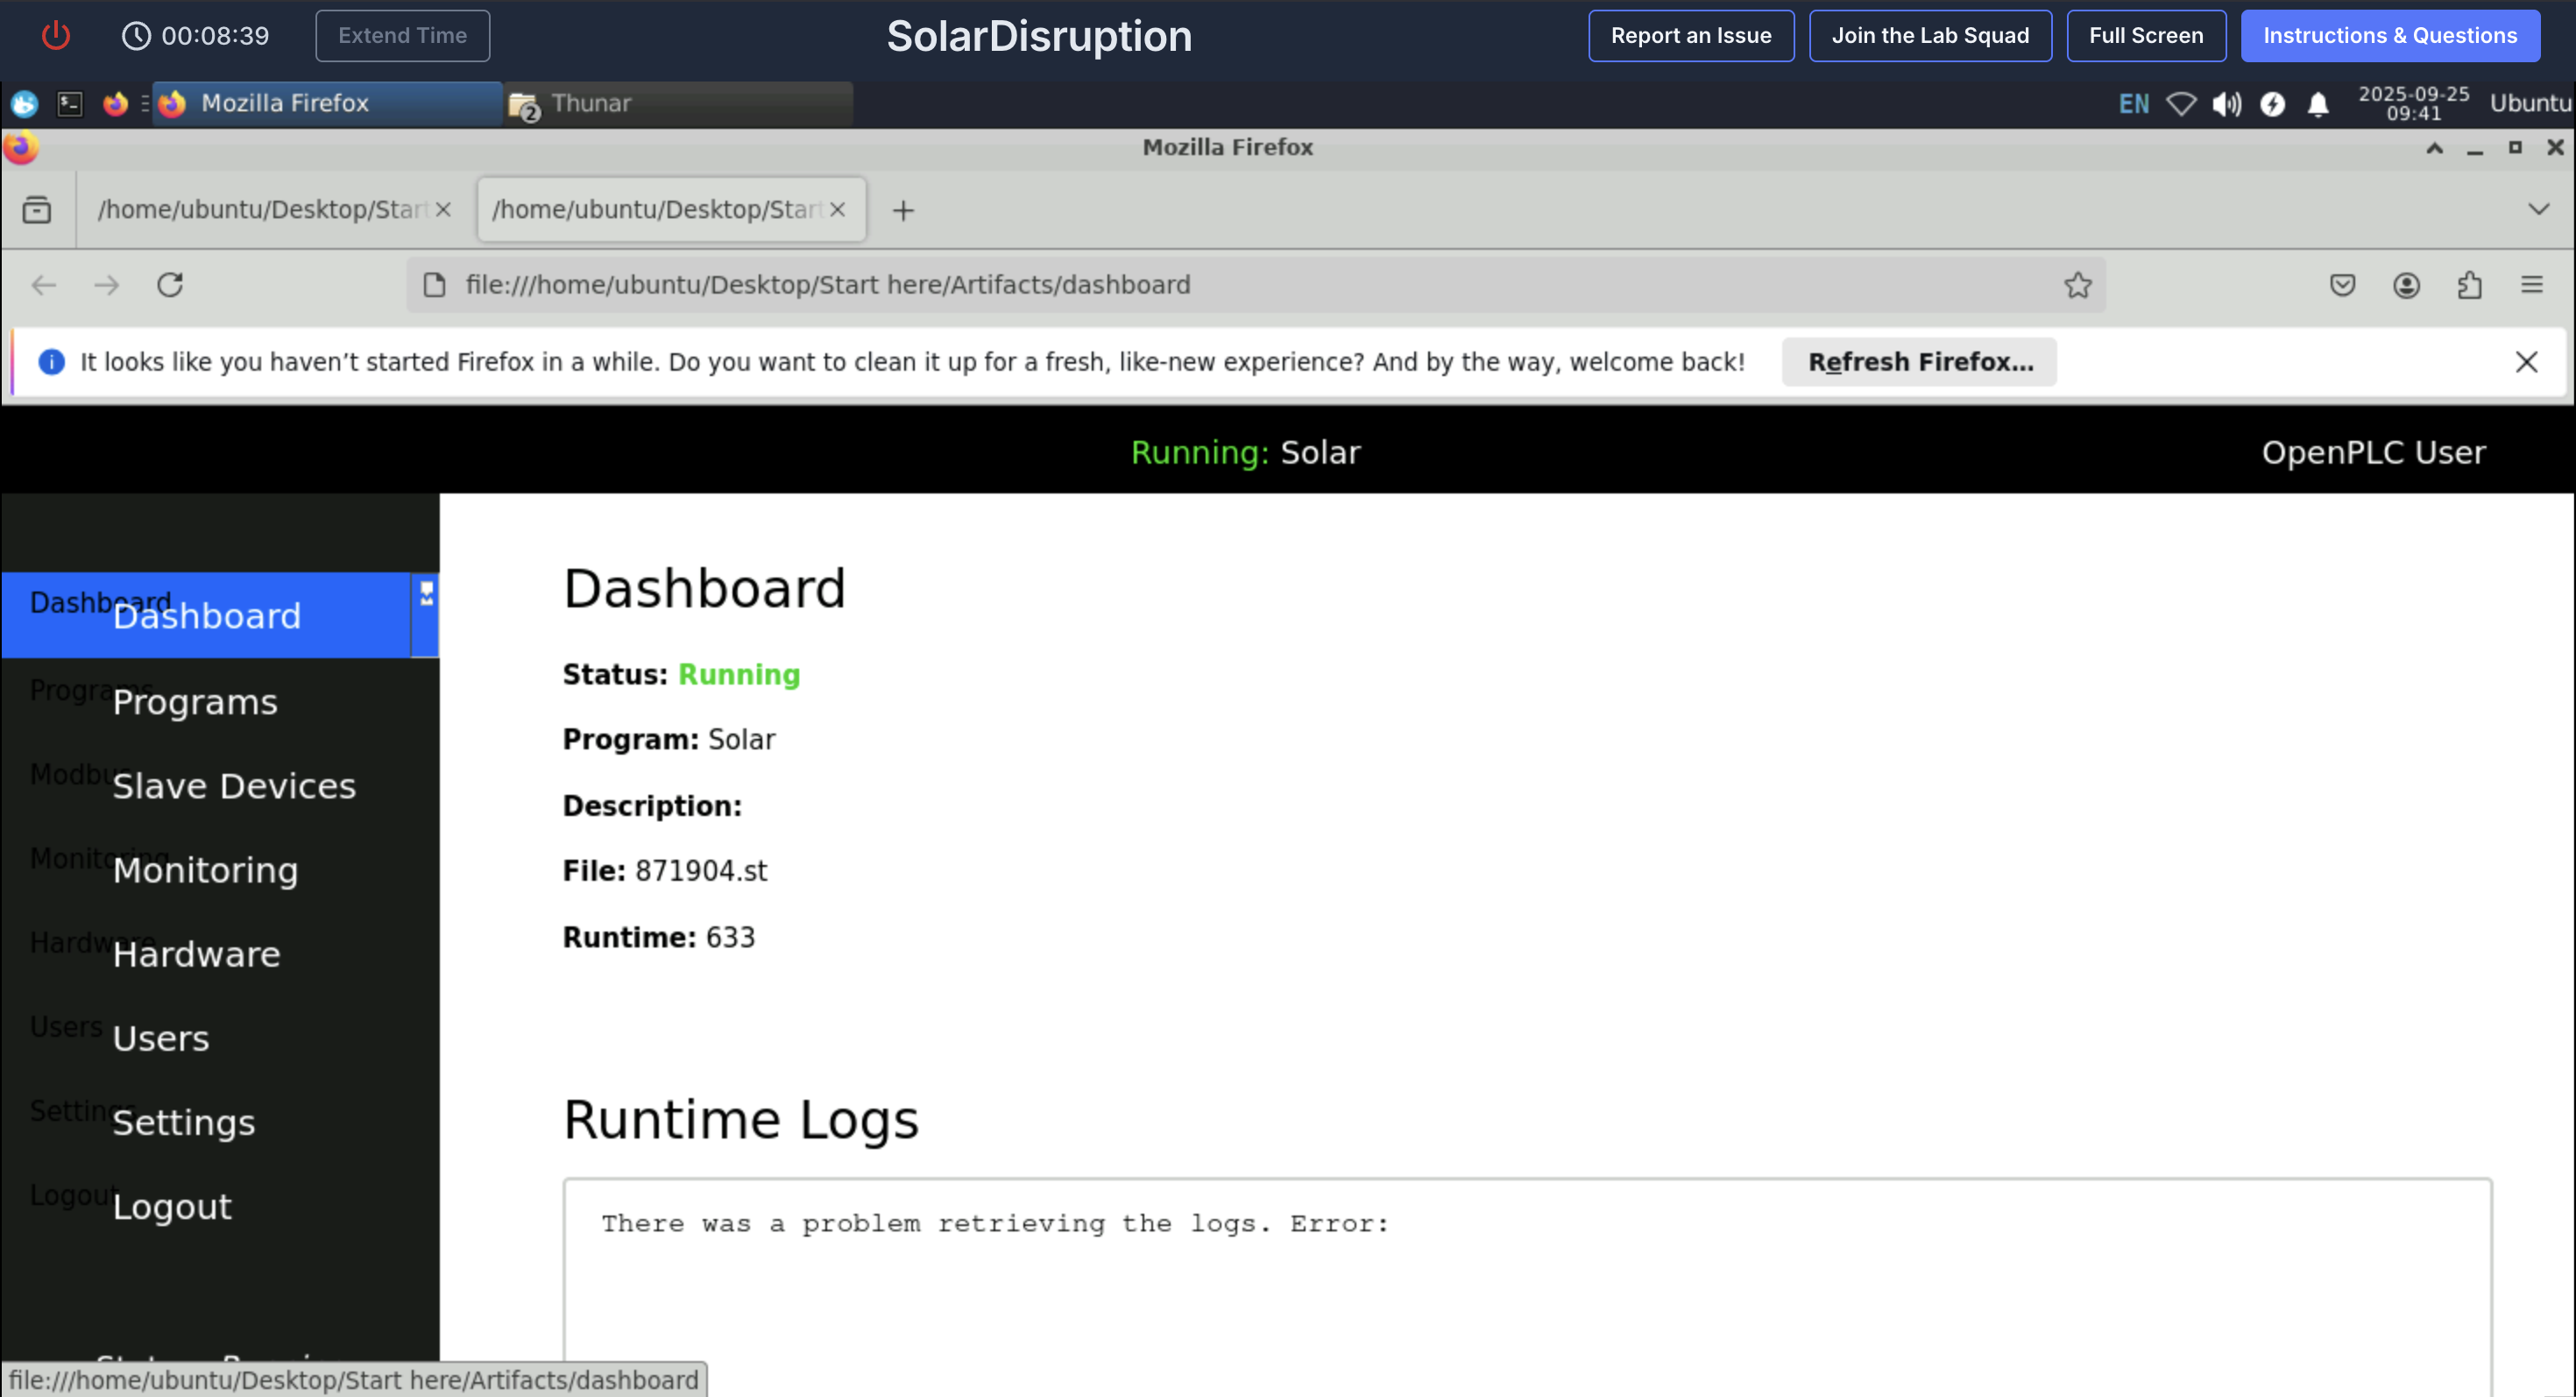 00:08:39 Extend Time SolarDisruption Report an Issue Join the Lab Squad Full Screen Instructions & Questions
Mozilla Firefox Thunar EN 2025-09-25 Ubuntu
09:41
Mozilla Firefox
/home/ubuntu/Desktop/Start /home/ubuntu/Desktop/Start
file:///home/ubuntu/Desktop/Start here/Artifacts/dashboard
It looks like you haven’t started Firefox in a while. Do you want to clean it up for a fresh, like-new experience? And by the way, welcome back! Refresh Firefox...
Running: Solar OpenPLC User
Dashboard
Dashboard
Programs
Programs
Modbus
Slave Devices
Monitoring
Monitoring
Hardware
Hardware
Users
Users
Settings
Settings
Logout
Logout
Dashboard
Status: Running
Program: Solar
Description:
File: 871904.st
Runtime: 633
Runtime Logs
There was a problem retrieving the logs. Error:
file:///home/ubuntu/Desktop/Start here/Artifacts/dashboard